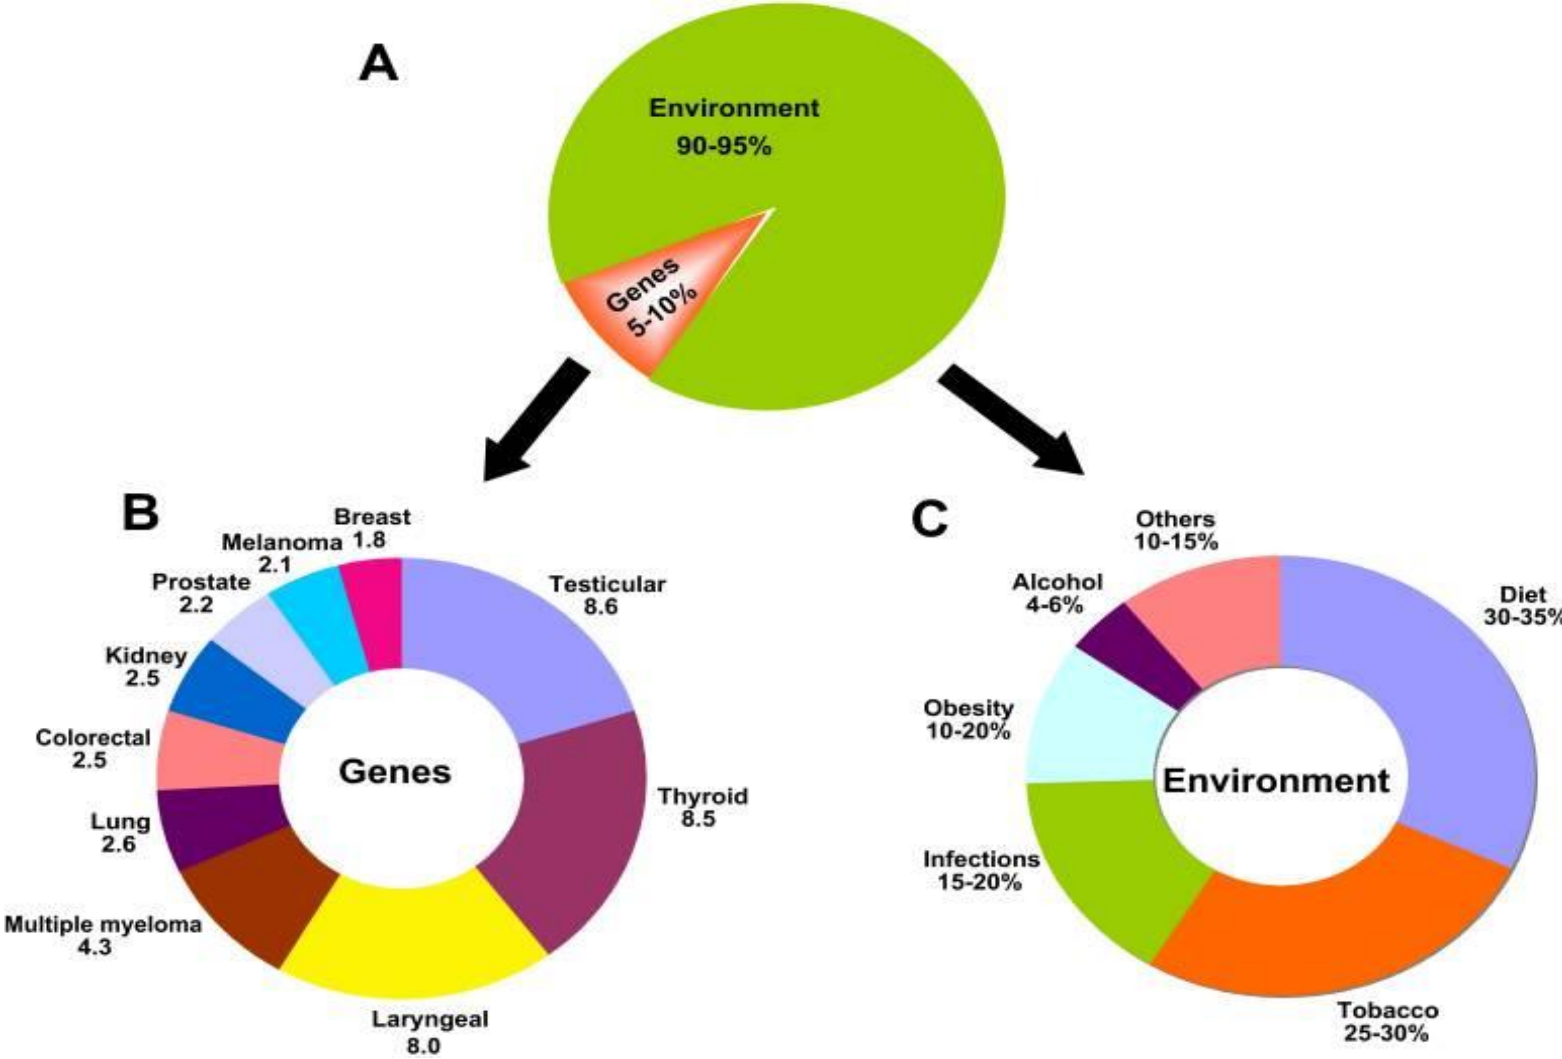 A
Environment
90-95%
Genes
5-10%
B
Breast
1.8
Melanoma
2.1
Prostate
2.2
Kidney
2.5
Colorectal
2.5
Lung
2.6
Multiple myeloma
4.3
Laryngeal
8.0
Thyroid
8.5
Testicular
8.6
Genes
C
Others
10-15%
Alcohol
4-6%
Obesity
10-20%
Infections
15-20%
Tobacco
25-30%
Diet
30-35%
Environment